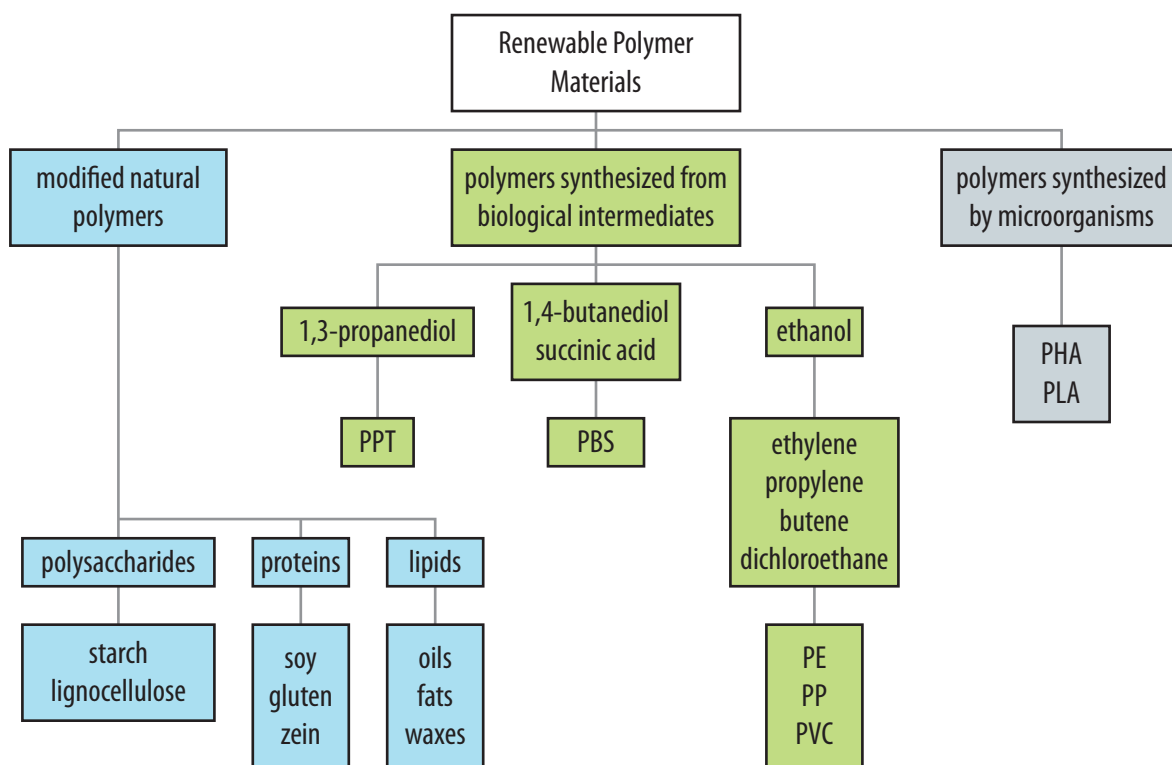 Renewable Polymer
Materials
modified natural
polymers
polymers synthesized from
biological intermediates
polymers synthesized
by microorganisms
1,3-propanediol
1,4-butanediol
succinic acid
ethanol
PHA
PLA
PPT
PBS
ethylene
propylene
butene
dichloroethane
polysaccharides
proteins
lipids
starch
lignocellulose
soy
gluten
zein
oils
fats
waxes
PE
PP
PVC